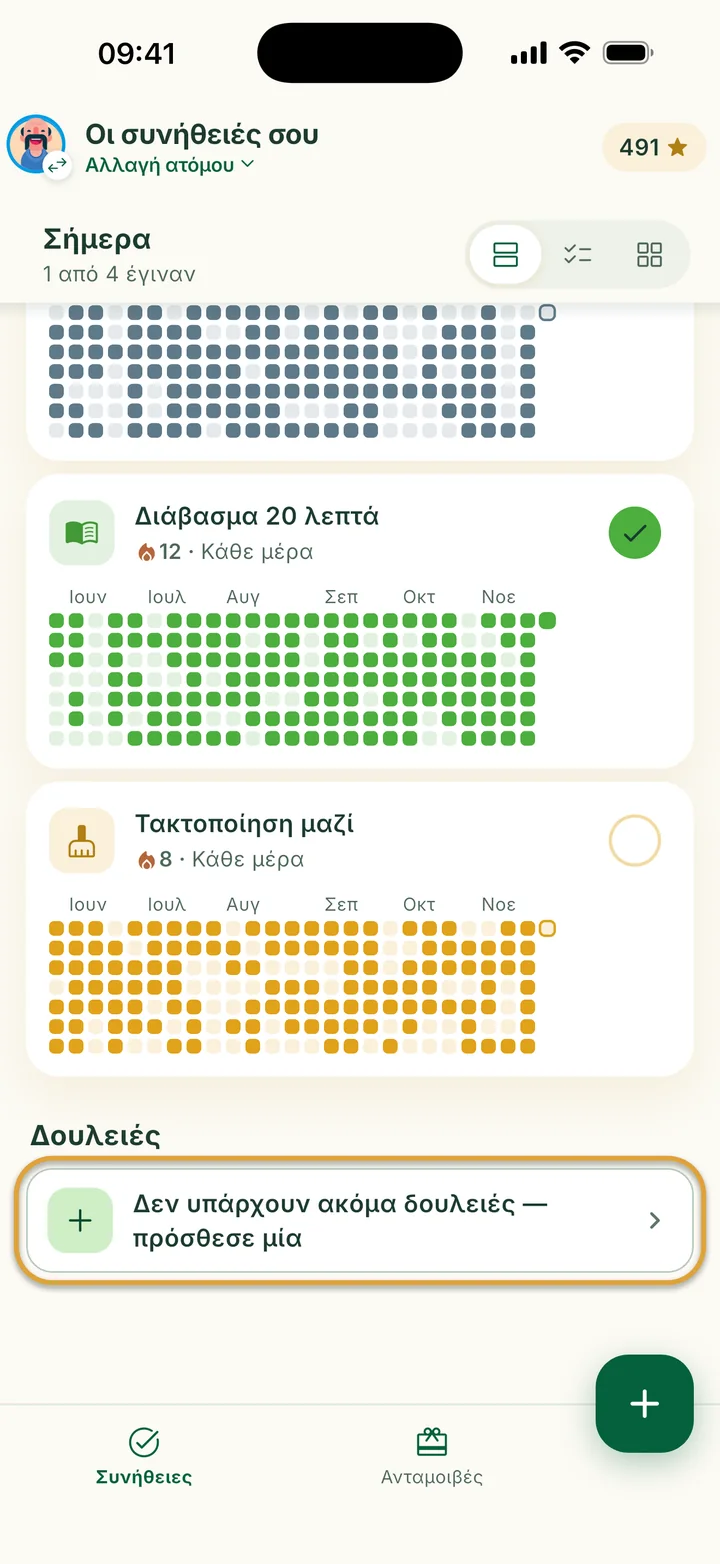 09:41
Οι συνήθειές σου
Αλλαγή ατόμου
491
Σήμερα
1 από 4 έγιναν
Διάβασμα 20 λεπτά
12 · Κάθε μέρα
Ιουν Ιουλ Αυγ Σεπ Οκτ Νοε
Τακτοποίηση μαζί
8 · Κάθε μέρα
Ιουν Ιουλ Αυγ Σεπ Οκτ Νοε
Δουλειές
Δεν υπάρχουν ακόμα δουλειές —
πρόσθεσε μία
Συνήθειες
Ανταμοιβές